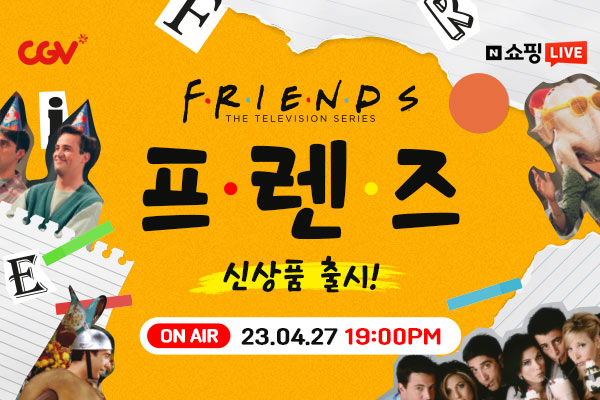 CGV
F
R
N 쇼핑 LIVE
i
F·R·I·E·N·D·S
THE TELEVISION SERIES
프·렌·즈
신상품 출시!
E
ON AIR 23.04.27 19:00PM